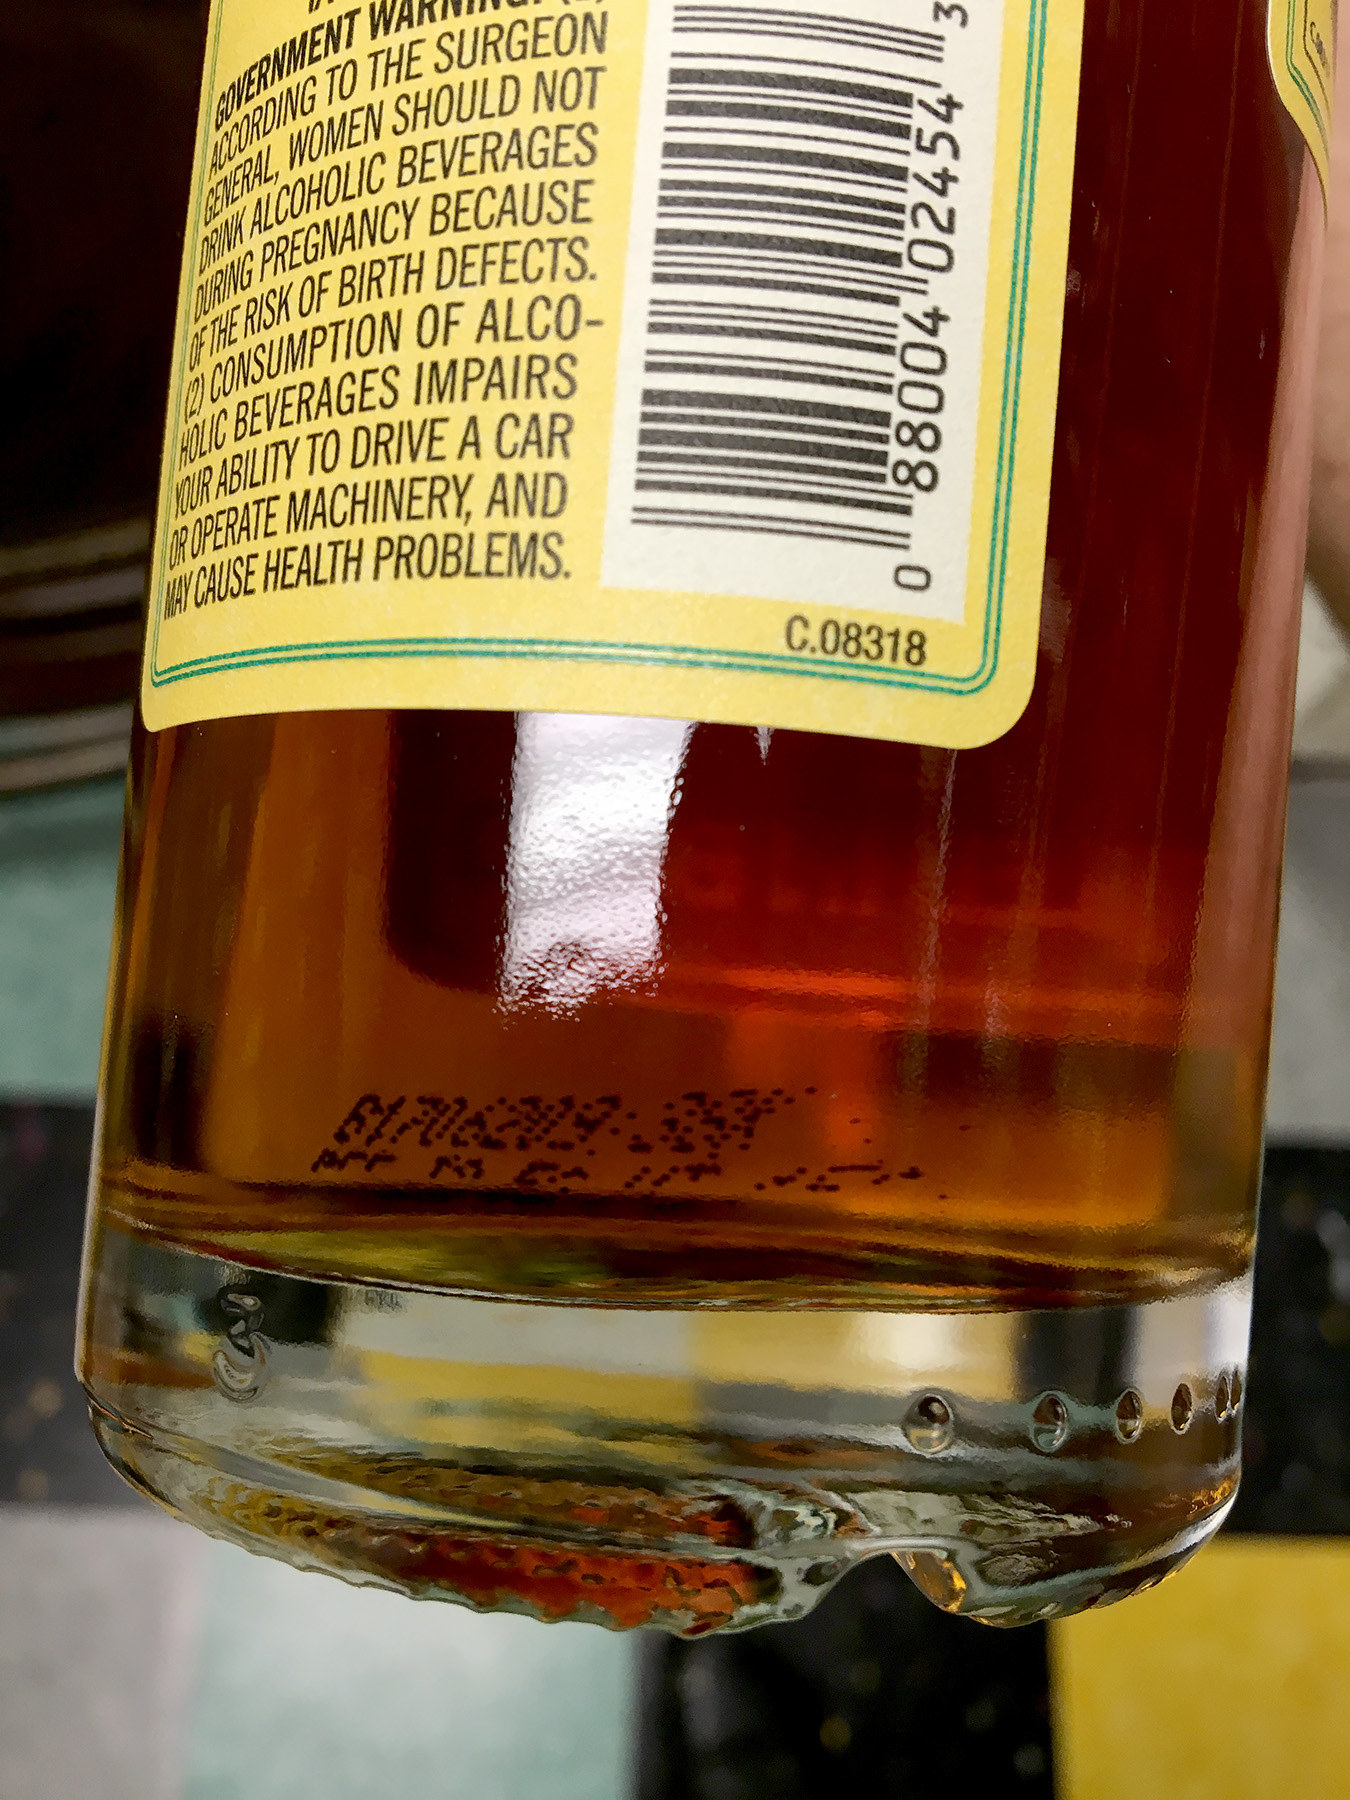 GOVERNMENT WARNING:
ACCORDING TO THE SURGEON
GENERAL, WOMEN SHOULD NOT
DRINK ALCOHOLIC BEVERAGES
DURING PREGNANCY BECAUSE
OF THE RISK OF BIRTH DEFECTS.
(2) CONSUMPTION OF ALCO-
HOLIC BEVERAGES IMPAIRS
YOUR ABILITY TO DRIVE A CAR
OR OPERATE MACHINERY, AND
MAY CAUSE HEALTH PROBLEMS.
0 88004 02454 3
C.08318
3